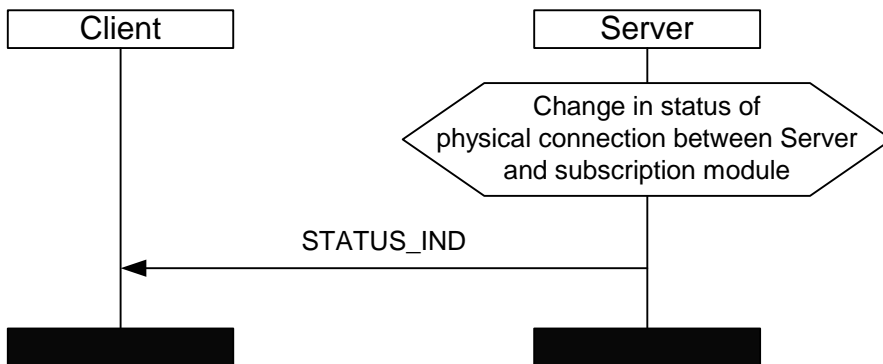 Client
Server
Change in status of
physical connection between Server
and subscription module
STATUS_IND